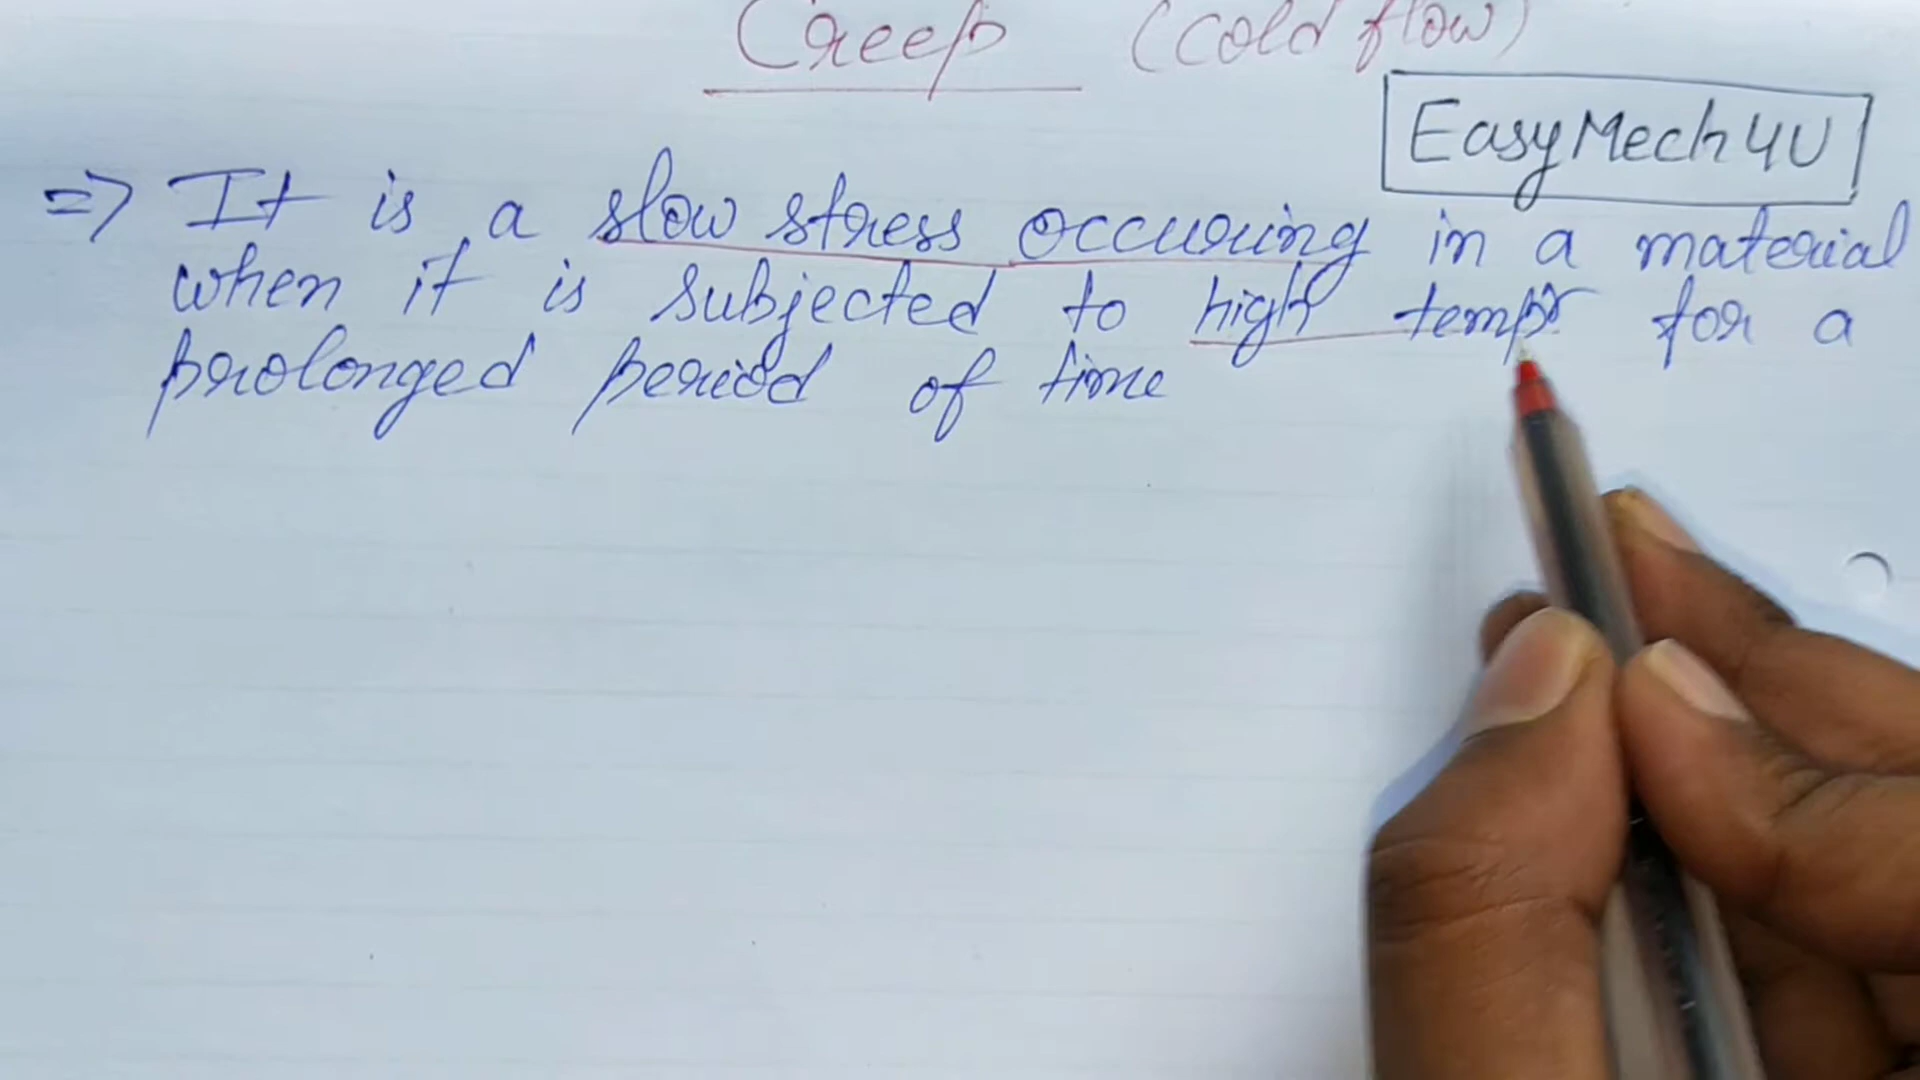 Creep (cold flow)
EasyMech4U
=> It is a slow stress occuring in a material
when it is subjected to high tempr for a
prolonged period of time